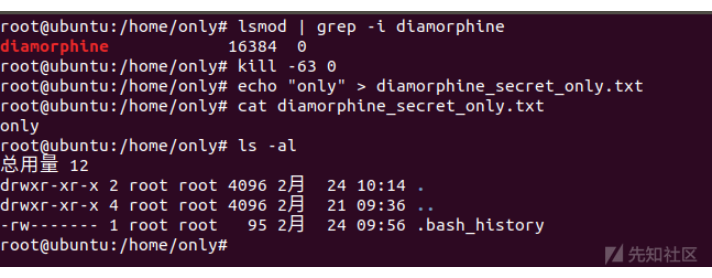 root@ubuntu:/home/only# lsmod | grep -i diamorphine
diamorphine            16384  0
root@ubuntu:/home/only# kill -63 0
root@ubuntu:/home/only# echo "only" > diamorphine_secret_only.txt
root@ubuntu:/home/only# cat diamorphine_secret_only.txt
only
root@ubuntu:/home/only# ls -al
总用量 12
drwxr-xr-x 2 root root 4096 2月  24 10:14 .
drwxr-xr-x 4 root root 4096 2月  21 09:36 ..
-rw------- 1 root root   95 2月  24 09:56 .bash_history
root@ubuntu:/home/only#
先知社区